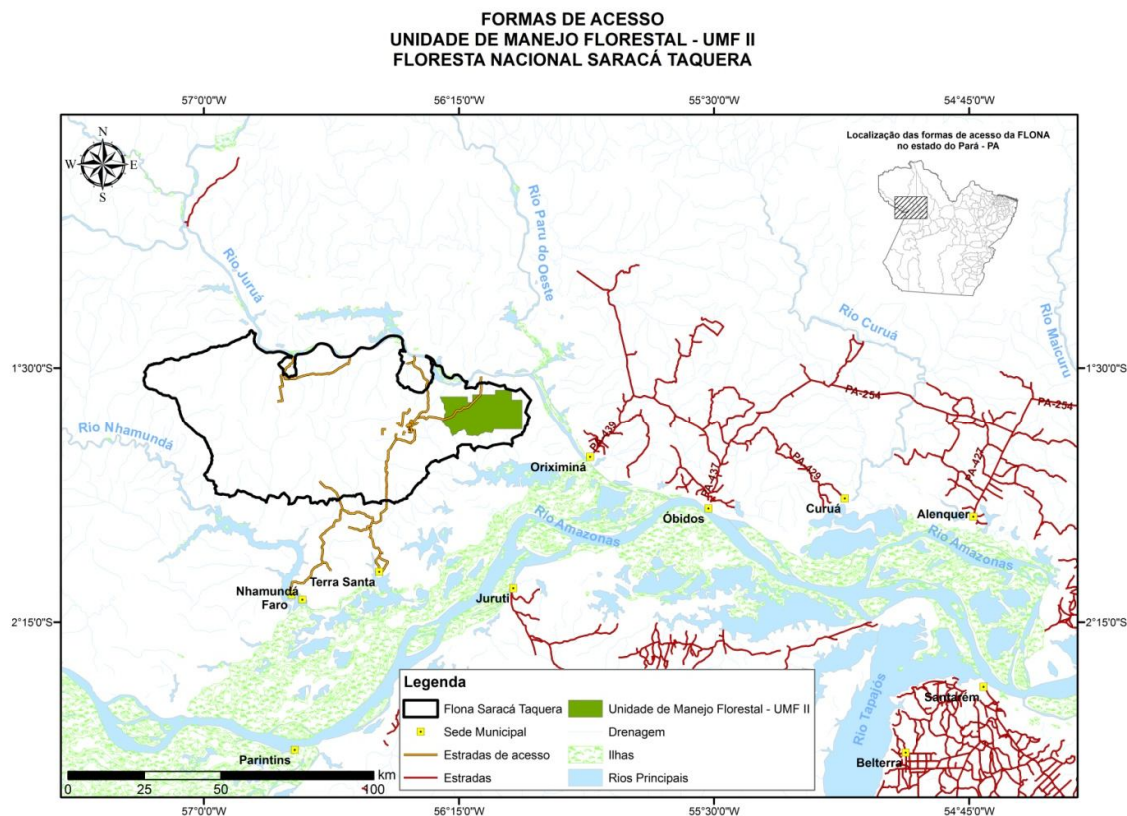 FORMAS DE ACESSO
UNIDADE DE MANEJO FLORESTAL - UMF II
FLORESTA NACIONAL SARACÁ TAQUERA
57°0'0"W
56°15'0"W
55°30'0"W
54°45'0"W
N
W
E
S
Localização das formas de acesso da FLONA
no estado do Pará - PA
Rio Juruá
Rio Paru do Oeste
Rio Curuá
Rio Maicuru
1°30'0"S
1°30'0"S
PA-254
PA-254
Rio Nhamundá
PA-439
PA-437
PA-429
PA-427
Oriximiná
Óbidos
Curuá
Alenquer
Rio Amazonas
Rio Amazonas
Terra Santa
Nhamundá
Faro
Juruti
2°15'0"S
2°15'0"S
Rio Tapajós
Santarém
Belterra
Parintins
Legenda
Flona Saracá Taquera
Unidade de Manejo Florestal - UMF II
Sede Municipal
Drenagem
Estradas de acesso
Ilhas
Estradas
Rios Principais
km
0
25
50
100
57°0'0"W
56°15'0"W
55°30'0"W
54°45'0"W